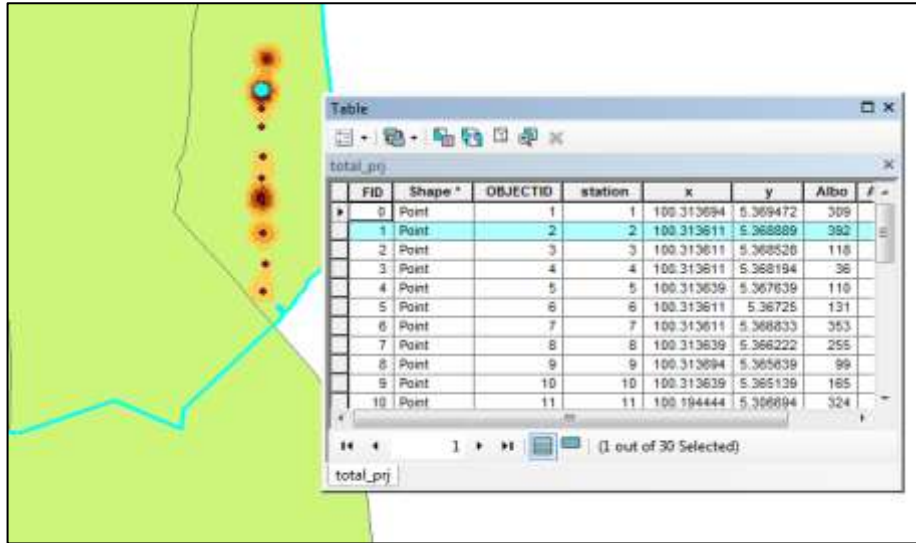 Table
total_prj
FID Shape * OBJECTID station x y Albo
0 Point 1 1 100.313694 5.369472 309
1 Point 2 2 100.313611 5.368889 392
2 Point 3 3 100.313611 5.368528 118
3 Point 4 4 100.313611 5.368194 36
4 Point 5 5 100.313639 5.367639 110
5 Point 6 6 100.313611 5.36725 131
6 Point 7 7 100.313611 5.366833 353
7 Point 8 8 100.313639 5.366222 255
8 Point 9 9 100.313694 5.365639 99
9 Point 10 10 100.313639 5.365139 165
10 Point 11 11 100.194444 5.306694 324
1 (1 out of 30 Selected)
total_prj